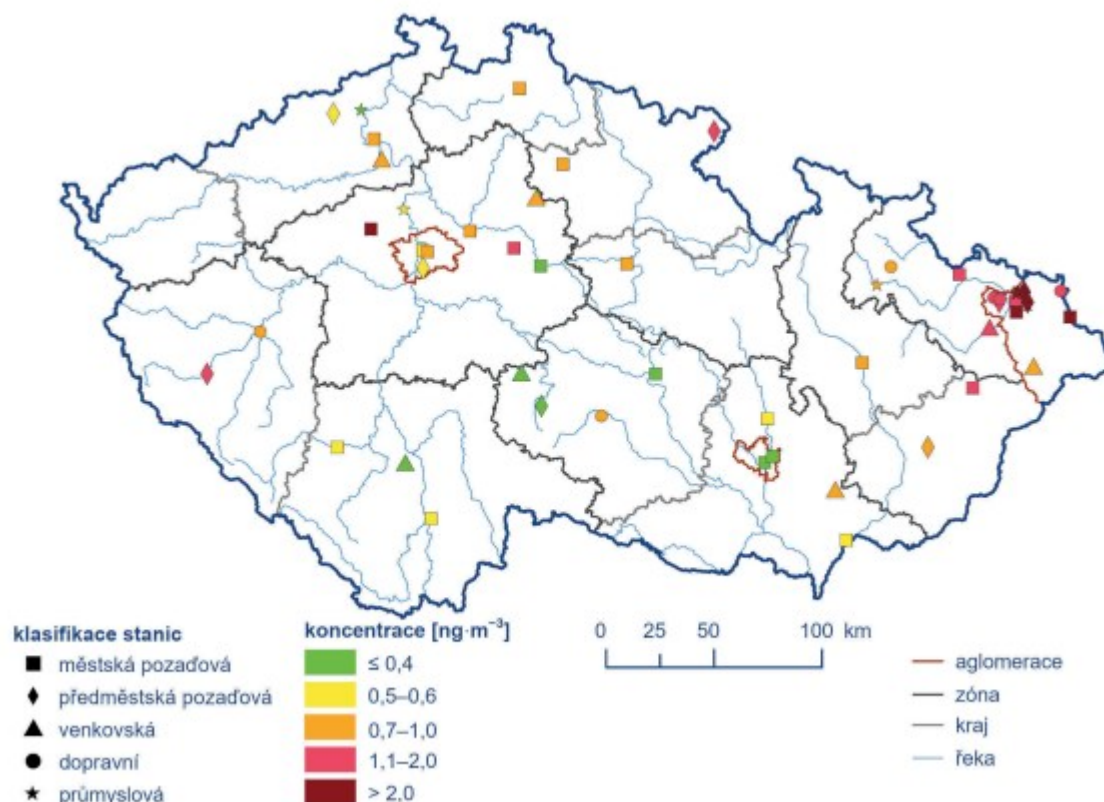 klasifikace stanic
městská pozaďová
předměstská pozaďová
venkovská
dopravní
průmyslová
koncentrace [ng·m⁻³]
≤ 0,4
0,5–0,6
0,7–1,0
1,1–2,0
> 2,0
0 25 50 100 km
aglomerace
zóna
kraj
řeka